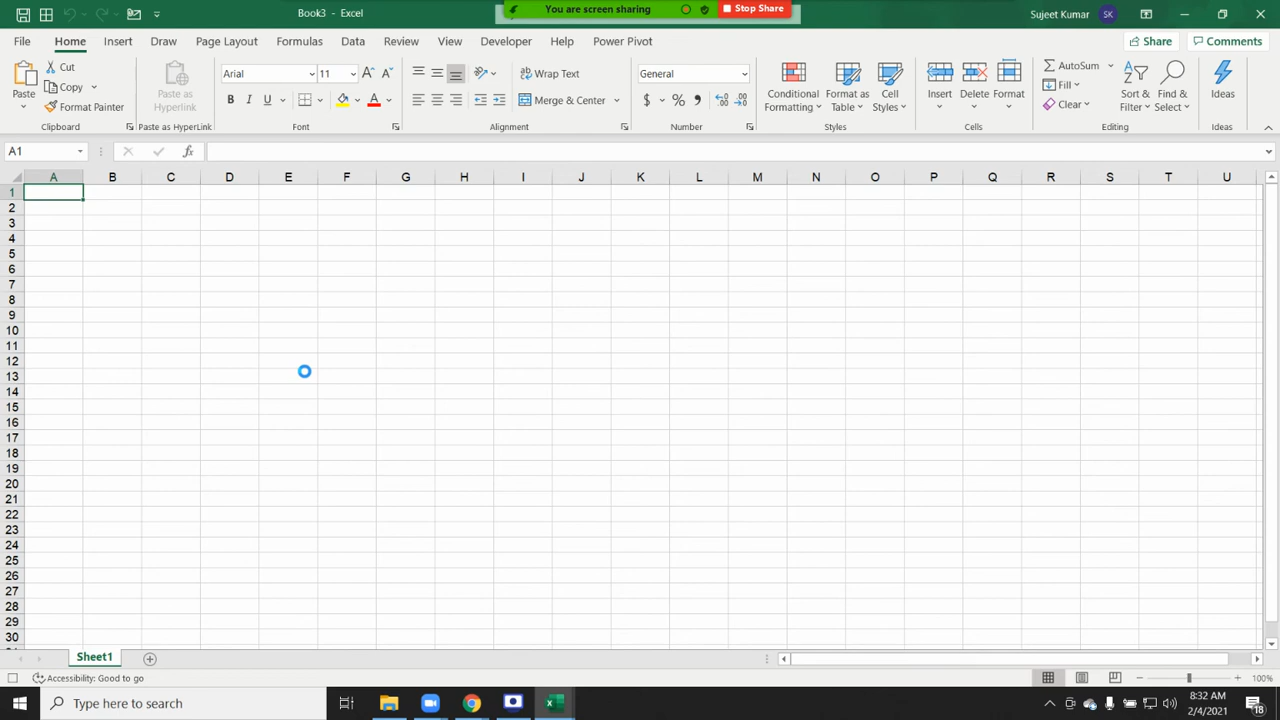 Book3 - Excel
You are screen sharing
Stop Share
Sujeet Kumar
SK
File Home Insert Draw Page Layout Formulas Data Review View Developer Help Power Pivot
Share
Comments
Paste
Cut
Copy
Format Painter
Clipboard
Paste as
Hyperlink
Paste as HyperLink
Arial
11
B I U
Font
Wrap Text
Merge & Center
Alignment
General
$ % ,
Number
Conditional
Formatting
Format as
Table
Cell
Styles
Styles
Insert
Delete
Format
Cells
AutoSum
Fill
Clear
Sort &
Filter
Find &
Select
Editing
Ideas
Ideas
A1
fx
A B C D E F G H I J K L M N O P Q R S T U
1
2
3
4
5
6
7
8
9
10
11
12
13
14
15
16
17
18
19
20
21
22
23
24
25
26
27
28
29
30
Sheet1
Accessibility: Good to go
100%
Type here to search
8:32 AM
2/4/2021
18